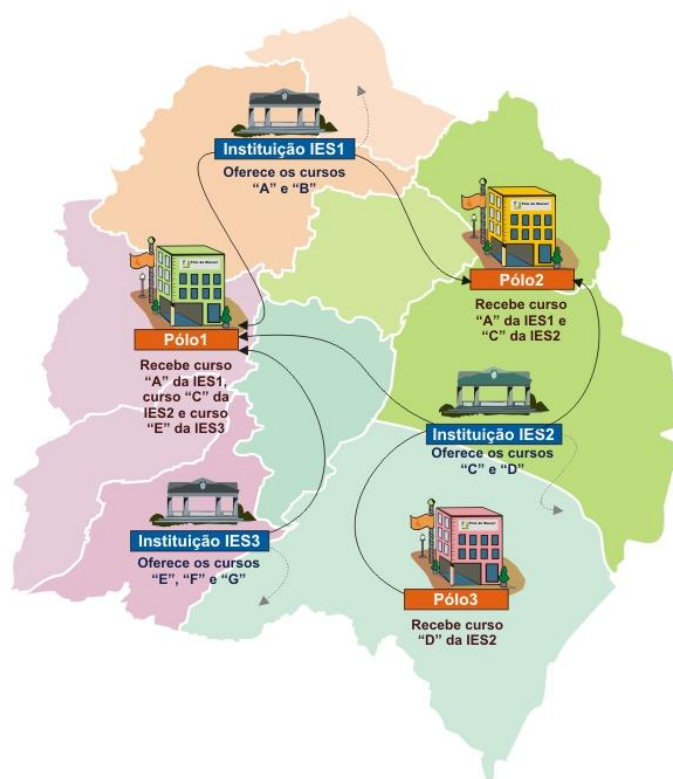 Instituição IES1
Oferece os cursos
“A” e “B”
Pólo2
Recebe curso
“A” da IES1 e
“C” da IES2
Pólo1
Recebe curso
“A” da IES1,
curso “C” da
IES2 e curso
“E” da IES3
Instituição IES2
Oferece os cursos
“C” e “D”
Instituição IES3
Oferece os cursos
“E”, “F” e “G”
Pólo3
Recebe curso
“D” da IES2